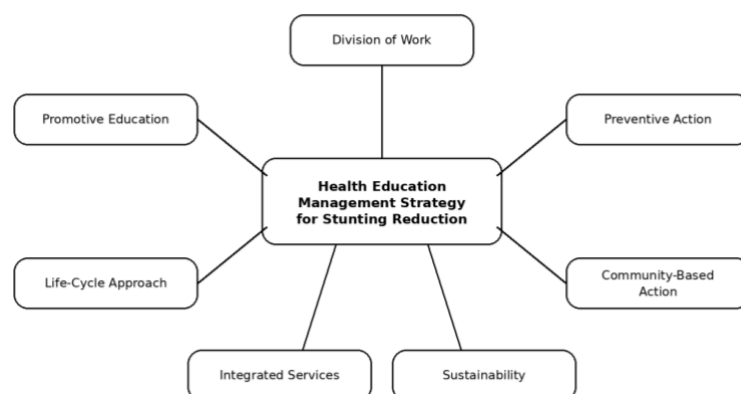 Division of Work
Promotive Education
Preventive Action
Health Education
Management Strategy
for Stunting Reduction
Life-Cycle Approach
Community-Based
Action
Integrated Services
Sustainability